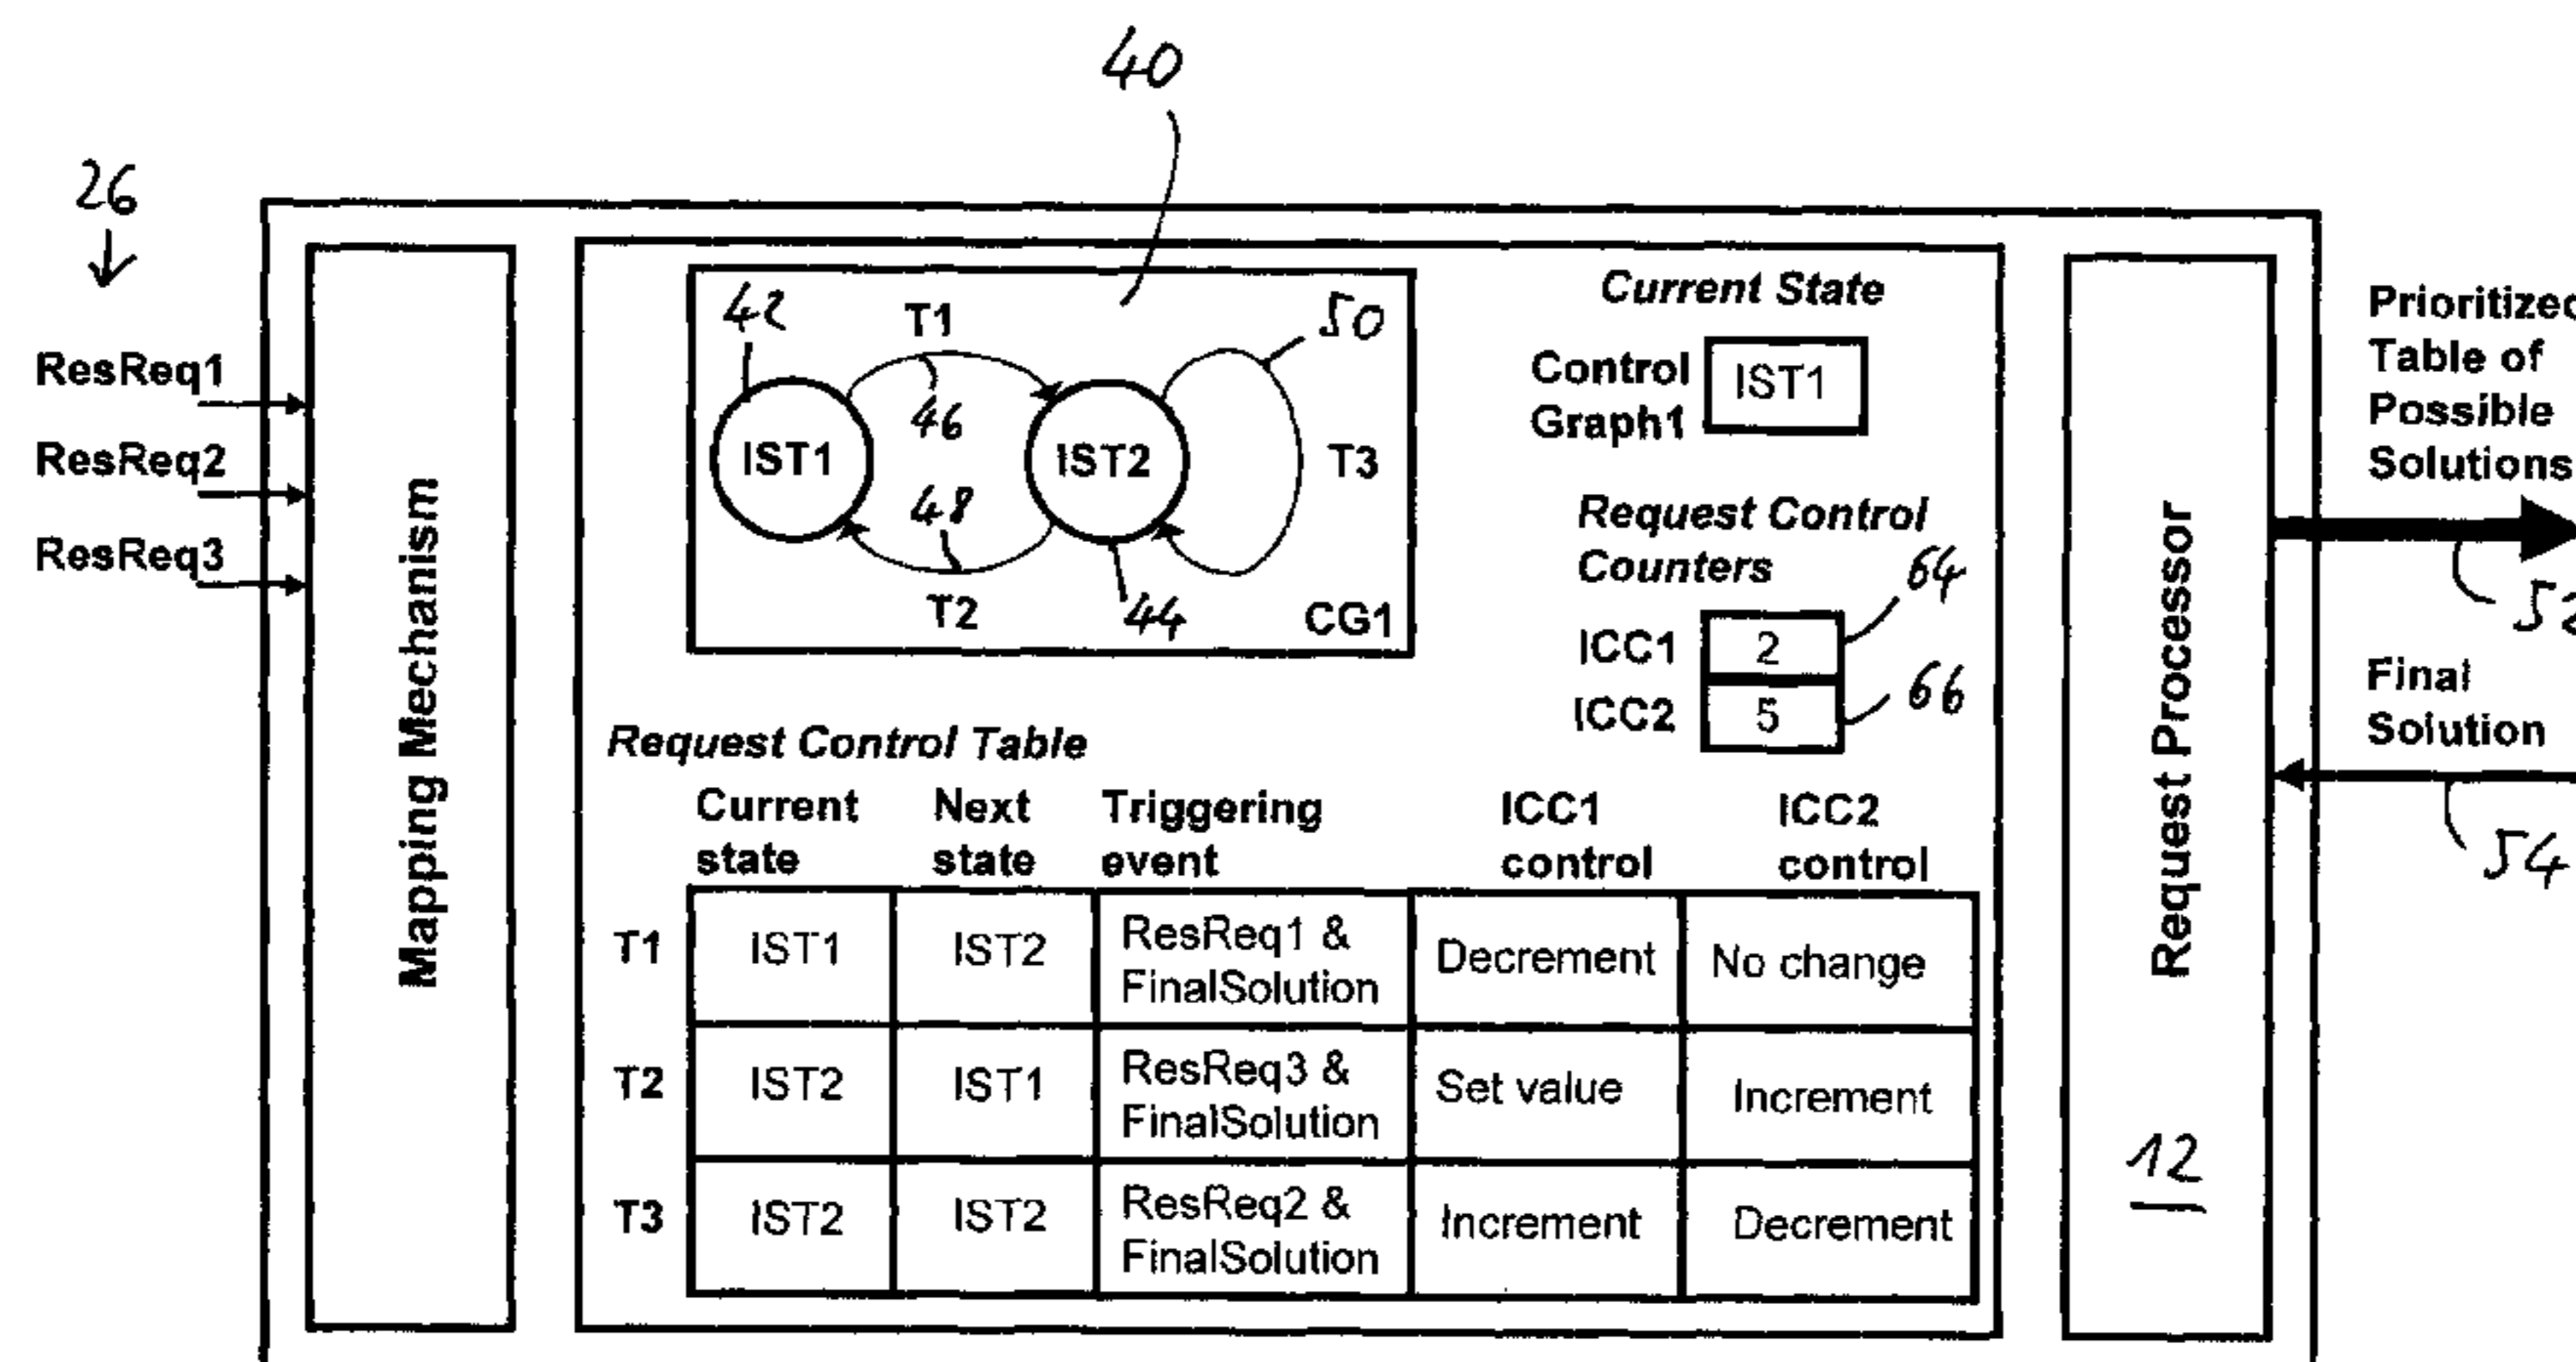 40
26
ResReq1
ResReq2
ResReq3
Mapping Mechanism
42
T1
46
50
IST1
IST2
T3
48
T2
44
CG1
Current State
Control
Graph1
IST1
Request Control
Counters
64
ICC1
2
66
ICC2
5
Request Control Table
Current
state
Next
state
Triggering
event
ICC1
control
ICC2
control
T1
IST1
IST2
ResReq1 &
FinalSolution
Decrement
No change
T2
IST2
IST1
ResReq3 &
FinalSolution
Set value
Increment
T3
IST2
IST2
ResReq2 &
FinalSolution
Increment
Decrement
Request Processor
12
Prioritized
Table of
Possible
Solutions
52
Final
Solution
54